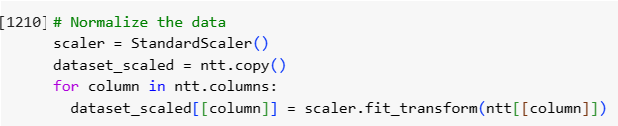 [1210] # Normalize the data
scaler = StandardScaler()
dataset_scaled = ntt.copy()
for column in ntt.columns:
  dataset_scaled[[column]] = scaler.fit_transform(ntt[[column]])